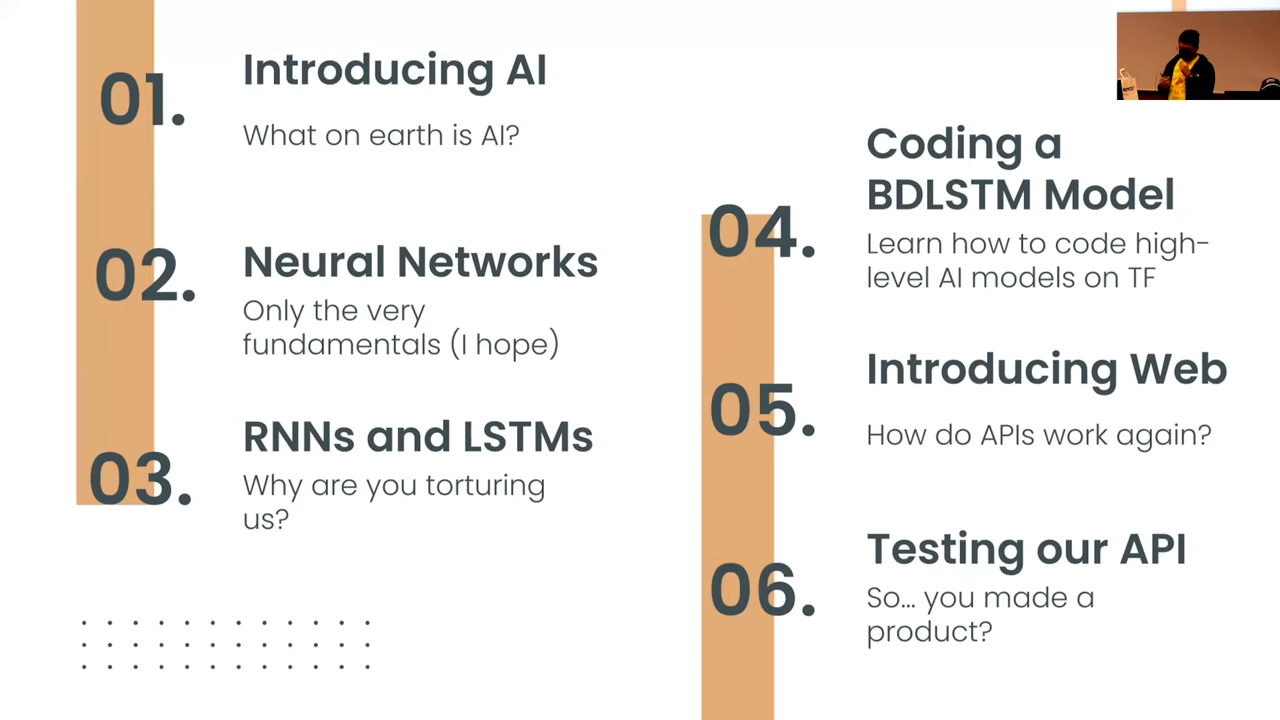 01.
Introducing AI
What on earth is AI?
02.
Neural Networks
Only the very
fundamentals (I hope)
03.
RNNs and LSTMs
Why are you torturing
us?
04.
Coding a
BDLSTM Model
Learn how to code high-
level AI models on TF
05.
Introducing Web
How do APIs work again?
06.
Testing our API
So... you made a
product?